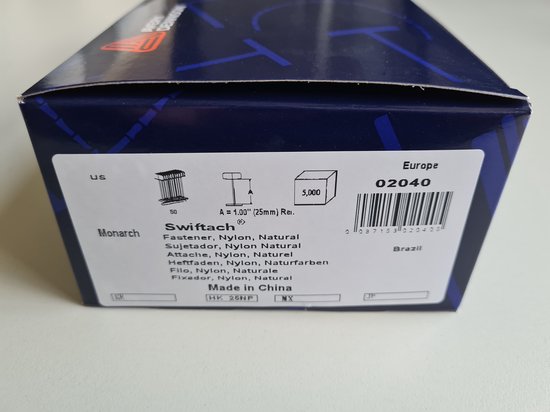 US
Europe
5,000
02040
50
A
A = 1.00" (25mm) Ref.
Monarch
Swiftach®
Fastener, Nylon, Natural
Sujetador, Nylon Natural
Attache, Nylon, Naturel
Heftfaden, Nylon, Naturfarben
Filo, Nylon, Naturale
Fixador, Nylon, Natural
Brazil
Made in China
HK 25NP
MX
JP